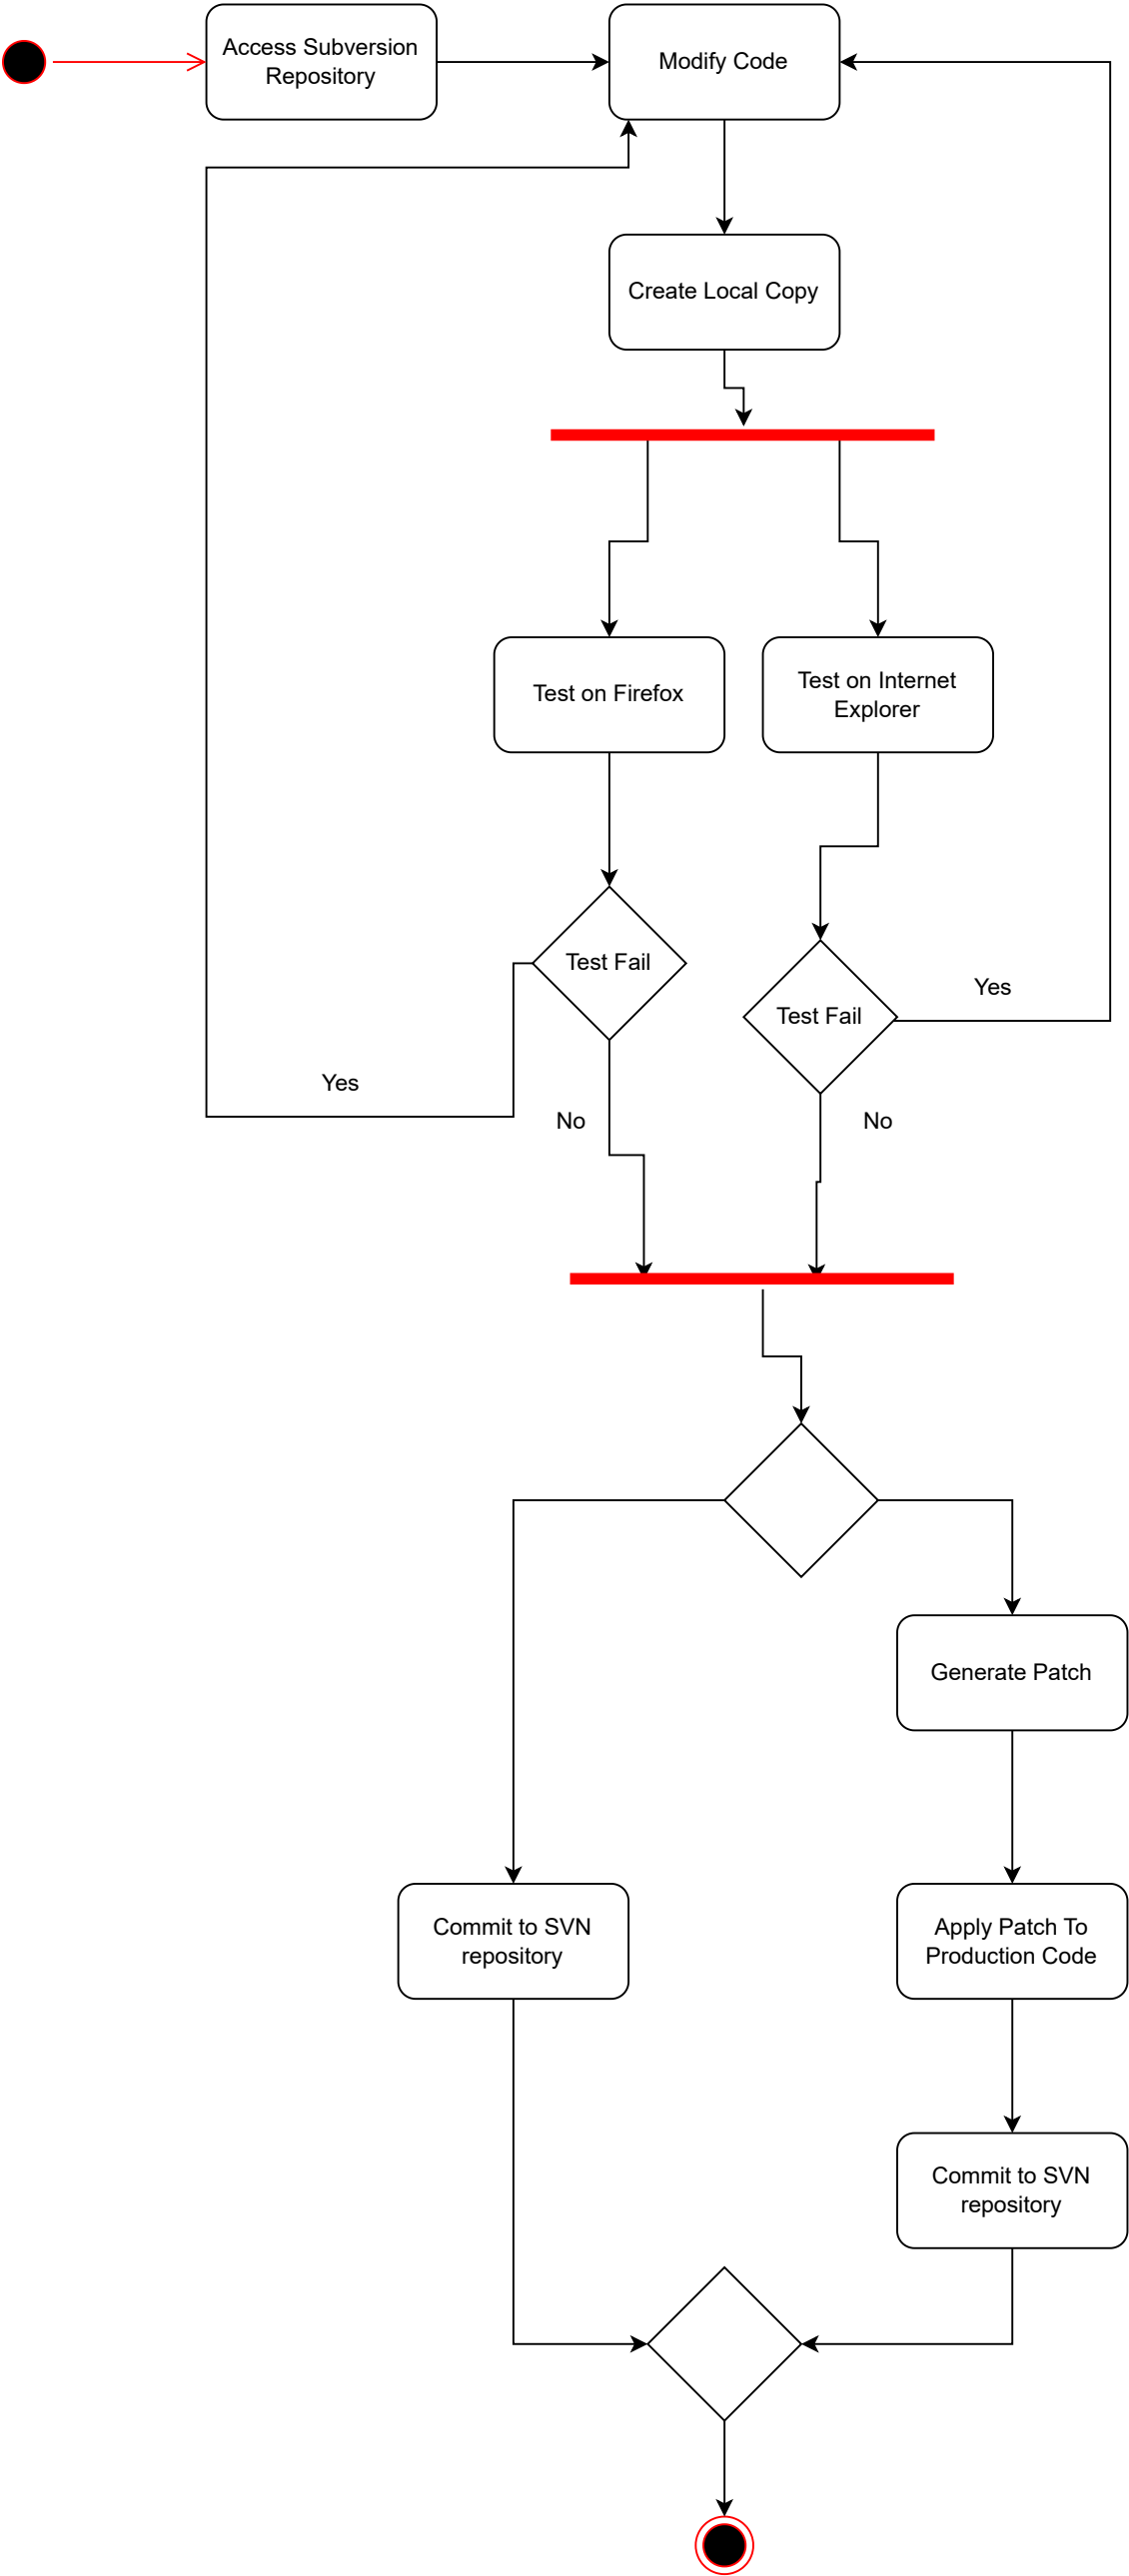 Access Subversion
Repository
Modify Code
Create Local Copy
Test on Firefox
Test on Internet
Explorer
Test Fail
Test Fail
Yes
Yes
No
No
Generate Patch
Commit to SVN
repository
Apply Patch To
Production Code
Commit to SVN
repository